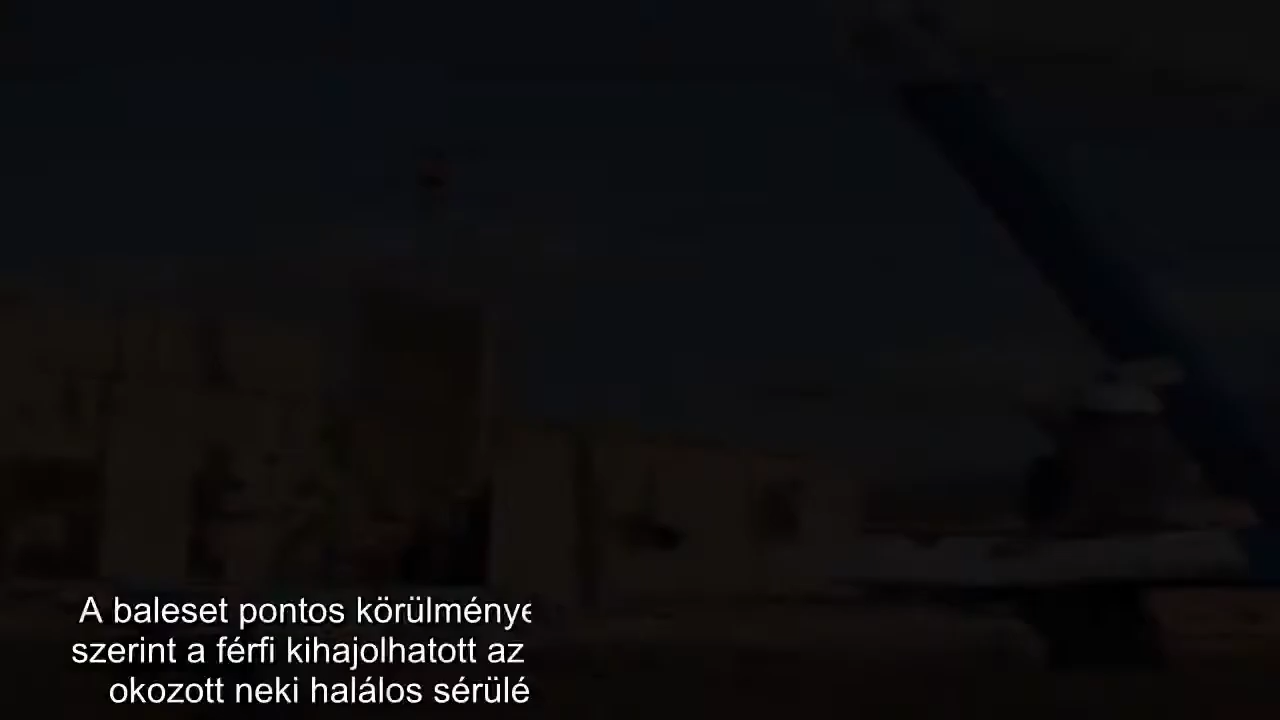 A baleset pontos körülménye
szerint a férfi kihajolhatott az
okozott neki halálos sérülé